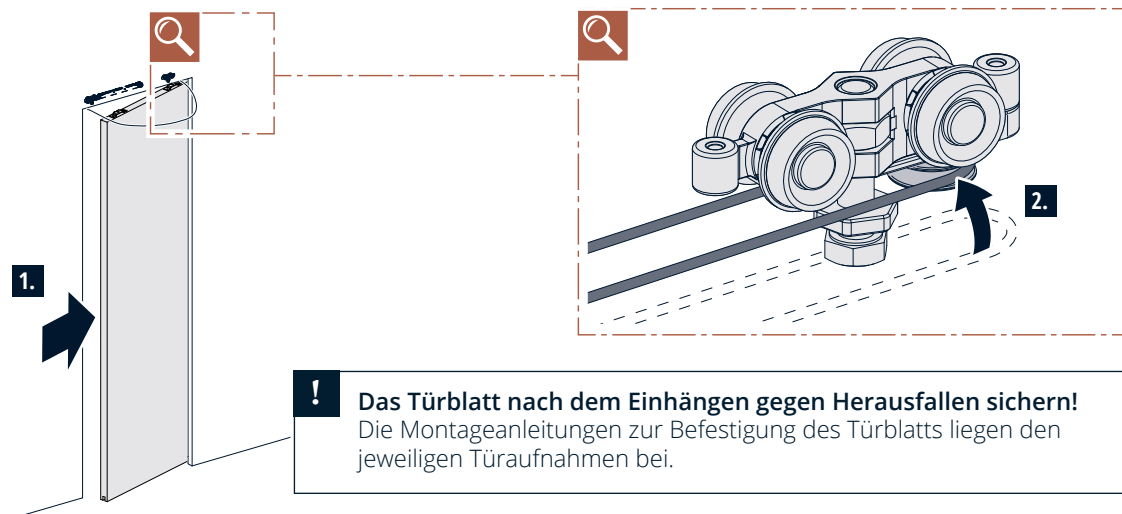 1.
2.
!
Das Türblatt nach dem Einhängen gegen Herausfallen sichern!
Die Montageanleitungen zur Befestigung des Türblatts liegen den
jeweiligen Türaufnahmen bei.